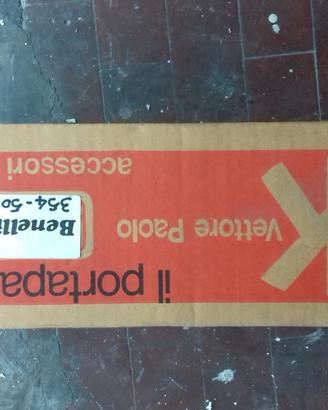 il portapa
Vettore Paolo
Benelli
354-50
accessori